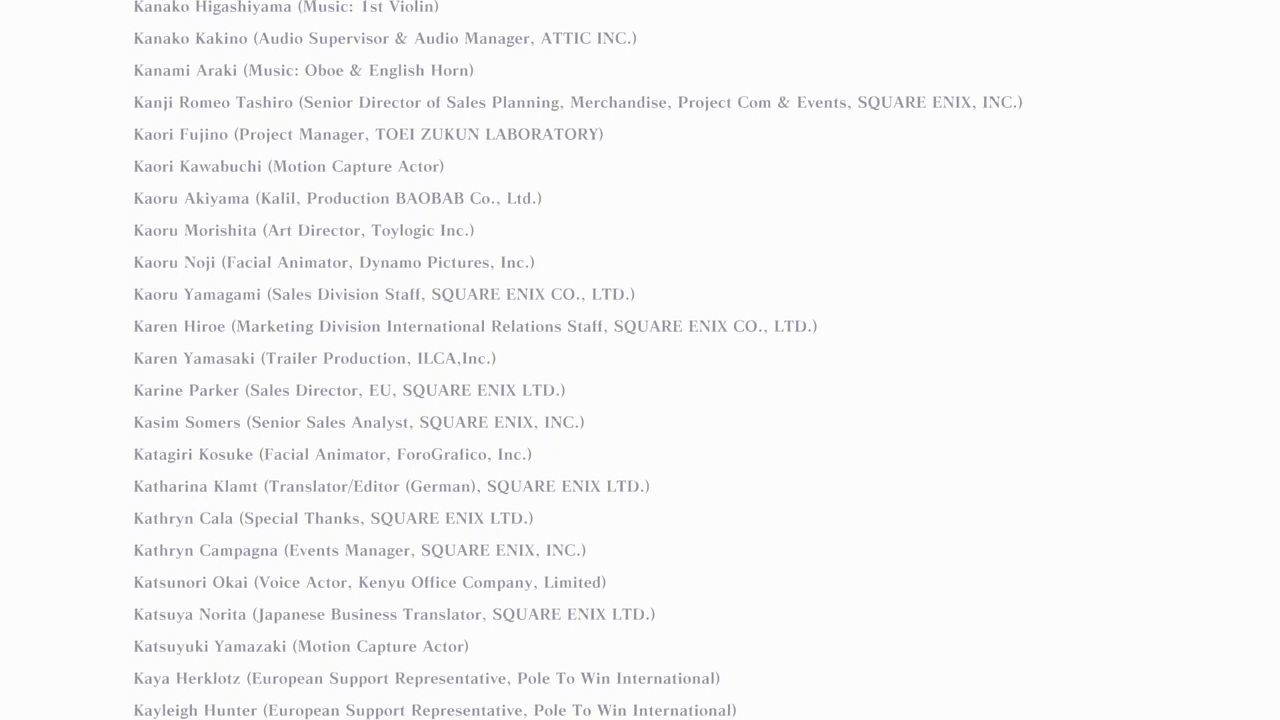 Kanako Higashiyama (Music: 1st Violin)
Kanako Kakino (Audio Supervisor & Audio Manager, ATTIC INC.)
Kanami Araki (Music: Oboe & English Horn)
Kanji Romeo Tashiro (Senior Director of Sales Planning, Merchandise, Project Com & Events, SQUARE ENIX, INC.)
Kaori Fujino (Project Manager, TOEI ZUKUN LABORATORY)
Kaori Kawabuchi (Motion Capture Actor)
Kaoru Akiyama (Kalil, Production BAOBAB Co., Ltd.)
Kaoru Morishita (Art Director, Toylogic Inc.)
Kaoru Noji (Facial Animator, Dynamo Pictures, Inc.)
Kaoru Yamagami (Sales Division Staff, SQUARE ENIX CO., LTD.)
Karen Hiroe (Marketing Division International Relations Staff, SQUARE ENIX CO., LTD.)
Karen Yamasaki (Trailer Production, ILCA,Inc.)
Karine Parker (Sales Director, EU, SQUARE ENIX LTD.)
Kasim Somers (Senior Sales Analyst, SQUARE ENIX, INC.)
Katagiri Kosuke (Facial Animator, ForoGrafico, Inc.)
Katharina Klamt (Translator/Editor (German), SQUARE ENIX LTD.)
Kathryn Cala (Special Thanks, SQUARE ENIX LTD.)
Kathryn Campagna (Events Manager, SQUARE ENIX, INC.)
Katsunori Okai (Voice Actor, Kenyu Office Company, Limited)
Katsuya Norita (Japanese Business Translator, SQUARE ENIX LTD.)
Katsuyuki Yamazaki (Motion Capture Actor)
Kaya Herklotz (European Support Representative, Pole To Win International)
Kayleigh Hunter (European Support Representative, Pole To Win International)